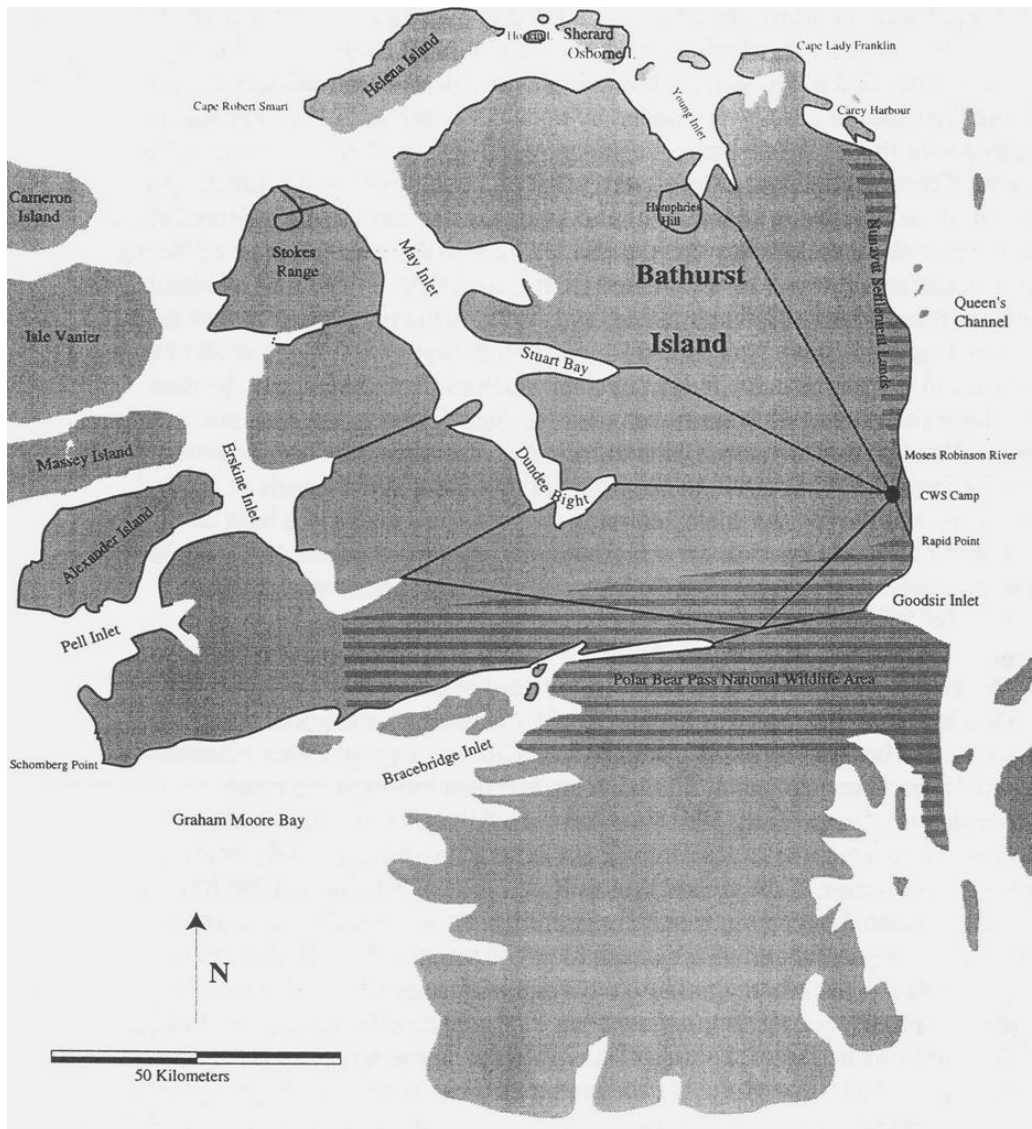 Hope I.
Sherard
Osborne I.
Helena Island
Cape Lady Franklin
Cape Robert Smart
Young Inlet
Carey Harbour
Cameron
Island
Humphries
Hill
Stokes
Range
May Inlet
Bathurst
Island
Nunavut Settlement Lands
Queen's
Channel
Isle Vanier
Stuart Bay
Massey Island
Erskine Inlet
Dundee Bight
Moses Robinson River
CWS Camp
Alexander Island
Rapid Point
Goodsir Inlet
Pell Inlet
Polar Bear Pass National Wildlife Area
Schomberg Point
Bracebridge Inlet
Graham Moore Bay
N
50 Kilometers